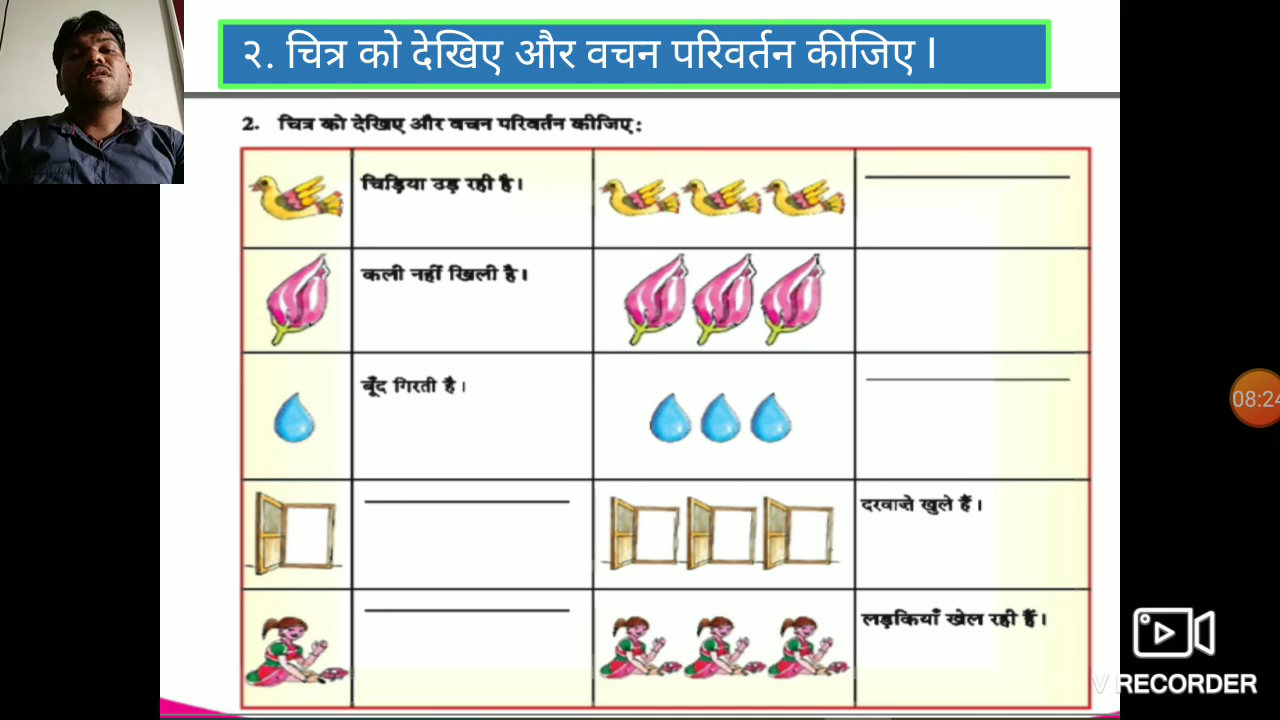 २. चित्र को देखिए और वचन परिवर्तन कीजिए।
2. चित्र को देखिए और वचन परिवर्तन कीजिए:
चिड़िया उड़ रही है।
कली नहीं खिली है।
बूँद गिरती है।
दरवाजे खुले हैं।
लड़कियाँ खेल रही हैं।
08:24
V RECORDER